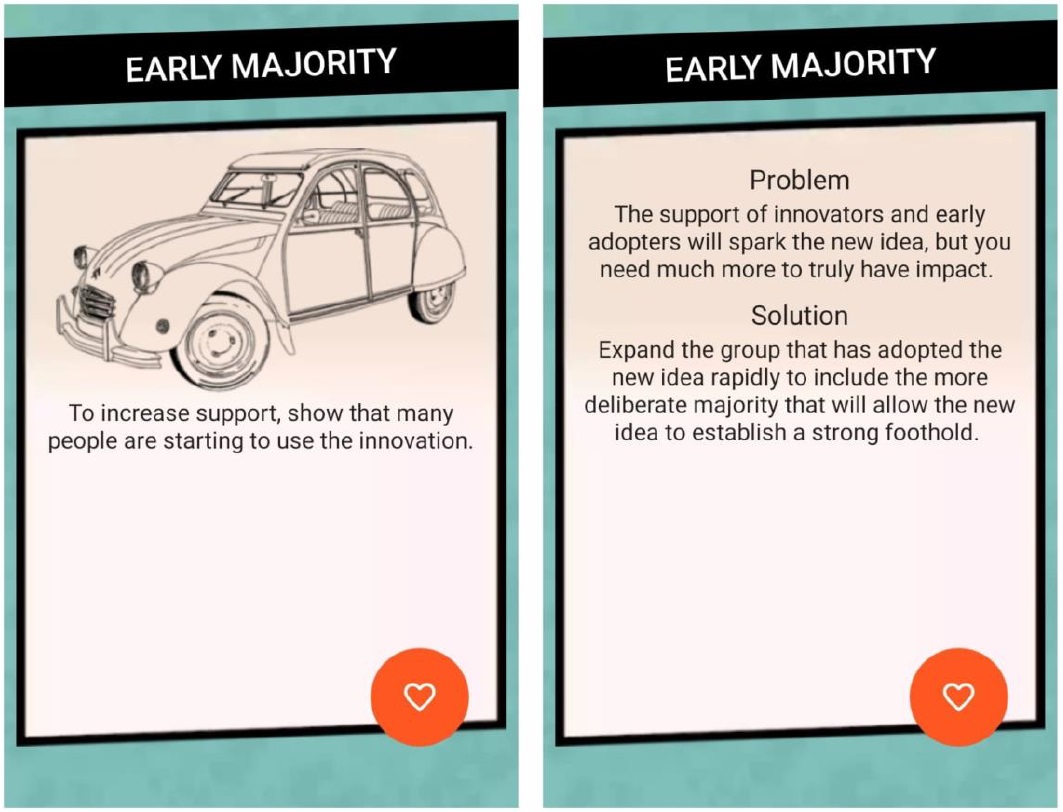 EARLY MAJORITY
To increase support, show that many
people are starting to use the innovation.
EARLY MAJORITY
Problem
The support of innovators and early
adopters will spark the new idea, but you
need much more to truly have impact.
Solution
Expand the group that has adopted the
new idea rapidly to include the more
deliberate majority that will allow the new
idea to establish a strong foothold.